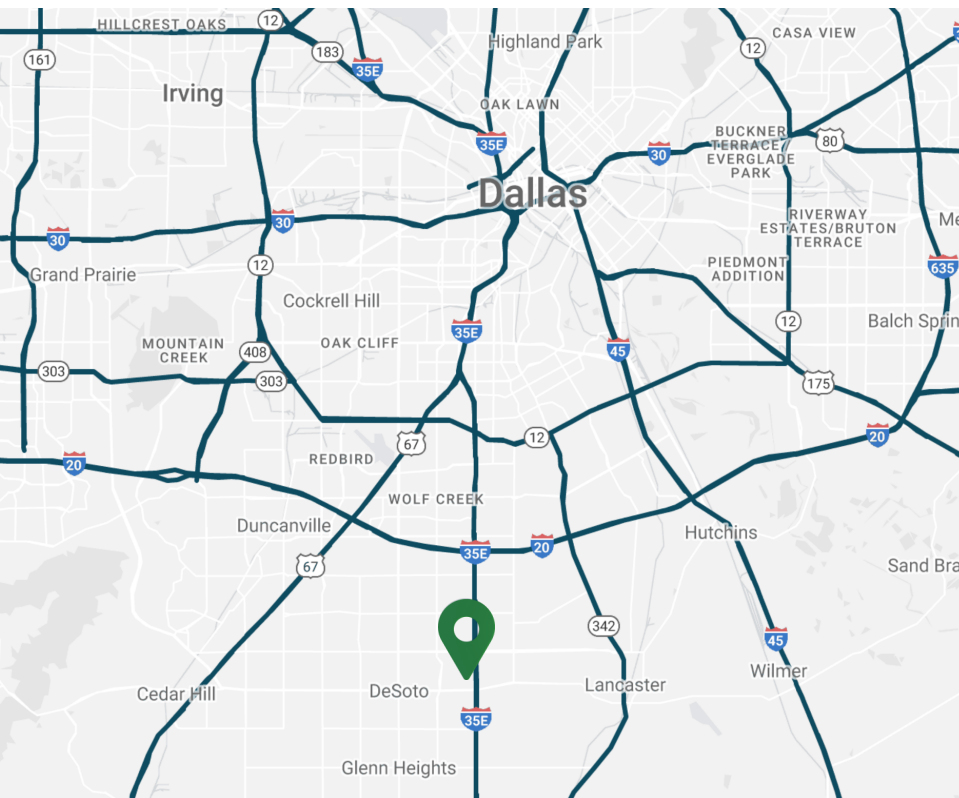 HILLCREST OAKS
12
183
161
35E
Irving
Highland Park
12
CASA VIEW
OAK LAWN
35E
30
BUCKNER
TERRACE
EVERGLADE
PARK
80
Dallas
30
30
RIVERWAY
ESTATES/BRUTON
TERRACE
Me
Grand Prairie
12
PIEDMONT
ADDITION
635
Cockrell Hill
35E
12
Balch Sprin
MOUNTAIN
CREEK
408
OAK CLIFF
45
303
303
175
67
12
20
20
REDBIRD
WOLF CREEK
Duncanville
Hutchins
35E
20
67
Sand Bra
342
45
Cedar Hill
DeSoto
Lancaster
Wilmer
35E
Glenn Heights